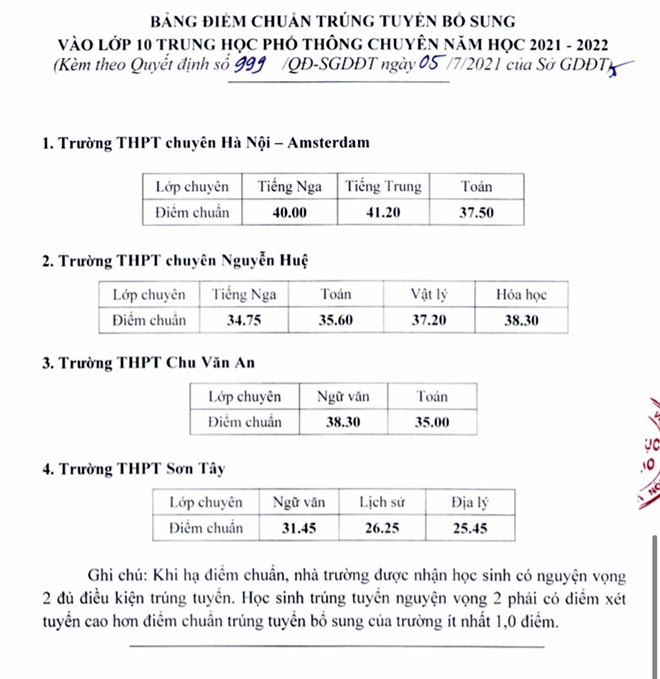 BẢNG ĐIỂM CHUẨN TRÚNG TUYỂN BỔ SUNG
VÀO LỚP 10 TRUNG HỌC PHỔ THÔNG CHUYÊN NĂM HỌC 2021 - 2022
(Kèm theo Quyết định số 999 /QĐ-SGDĐT ngày 05 /7/2021 của Sở GDĐT)
1. Trường THPT chuyên Hà Nội – Amsterdam
Lớp chuyên Tiếng Nga Tiếng Trung Toán
Điểm chuẩn 40.00 41.20 37.50
2. Trường THPT chuyên Nguyễn Huệ
Lớp chuyên Tiếng Nga Toán Vật lý Hóa học
Điểm chuẩn 34.75 35.60 37.20 38.30
3. Trường THPT Chu Văn An
Lớp chuyên Ngữ văn Toán
Điểm chuẩn 38.30 35.00
4. Trường THPT Sơn Tây
Lớp chuyên Ngữ văn Lịch sử Địa lý
Điểm chuẩn 31.45 26.25 25.45
Ghi chú: Khi hạ điểm chuẩn, nhà trường được nhận học sinh có nguyện vọng
2 đủ điều kiện trúng tuyển. Học sinh trúng tuyển nguyện vọng 2 phải có điểm xét
tuyển cao hơn điểm chuẩn trúng tuyển bổ sung của trường ít nhất 1,0 điểm.